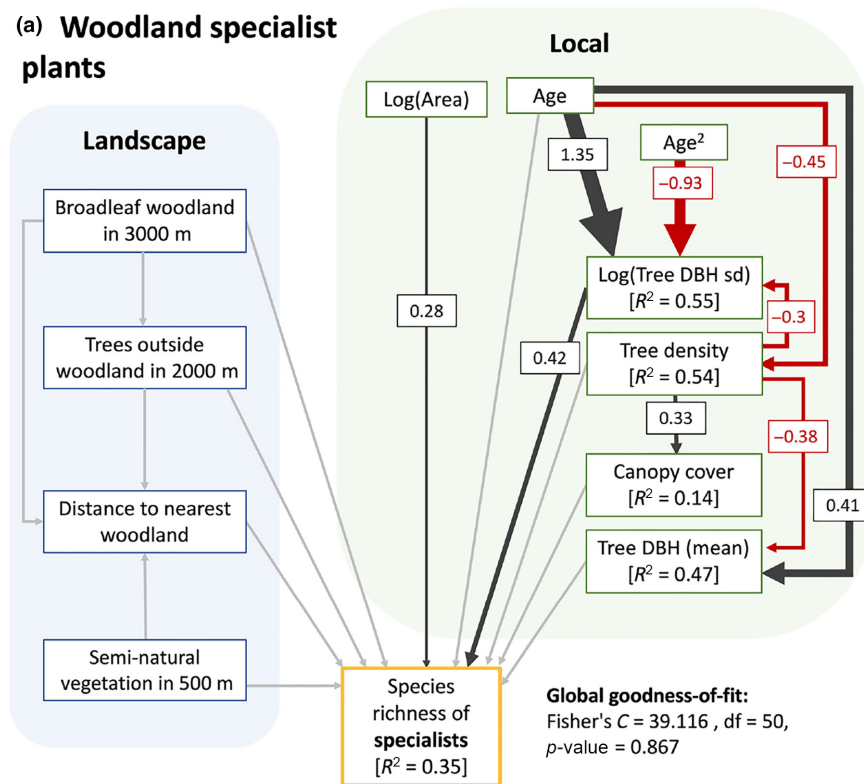 (a) Woodland specialist
plants
Landscape
Broadleaf woodland
in 3000 m
Trees outside
woodland in 2000 m
Distance to nearest
woodland
Semi-natural
vegetation in 500 m
Local
Log(Area)
Age
Age²
1.35
−0.93
−0.45
Log(Tree DBH sd)
[R² = 0.55]
0.28
−0.3
0.42
Tree density
[R² = 0.54]
0.33
−0.38
Canopy cover
[R² = 0.14]
0.41
Tree DBH (mean)
[R² = 0.47]
Species
richness of
specialists
[R² = 0.35]
Global goodness-of-fit:
Fisher's C = 39.116 , df = 50,
p-value = 0.867